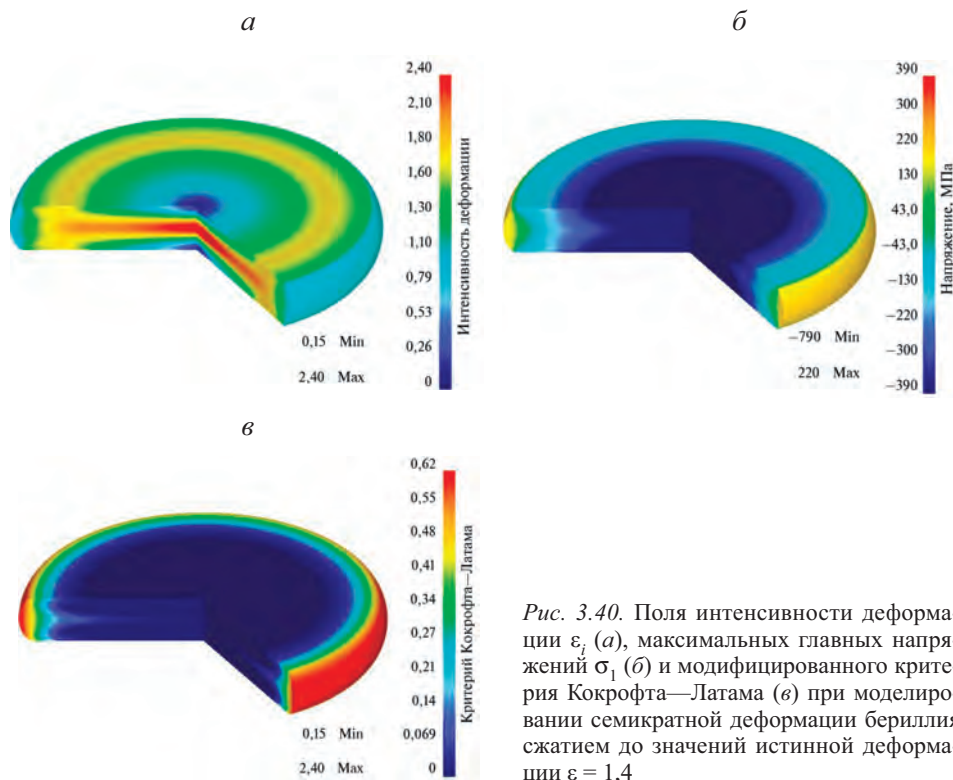 а
2,40
2,10
1,80
1,60
1,30
1,10
0,79
0,53
0,26
0
Интенсивность деформации
0,15 Min
2,40 Max
б
390
300
220
130
43,0
−43,0
−130
−220
−300
−390
Напряжение, МПа
−790 Min
220 Max
в
0,62
0,55
0,48
0,41
0,34
0,27
0,21
0,14
0,069
0
Критерий Кокрофта—Латама
0,15 Min
2,40 Max
Рис. 3.40. Поля интенсивности деформа-
ции εi (а), максимальных главных напря-
жений σ1 (б) и модифицированного крите-
рия Кокрофта—Латама (в) при моделиро-
вании семикратной деформации бериллия
сжатием до значений истинной деформа-
ции ε = 1.4